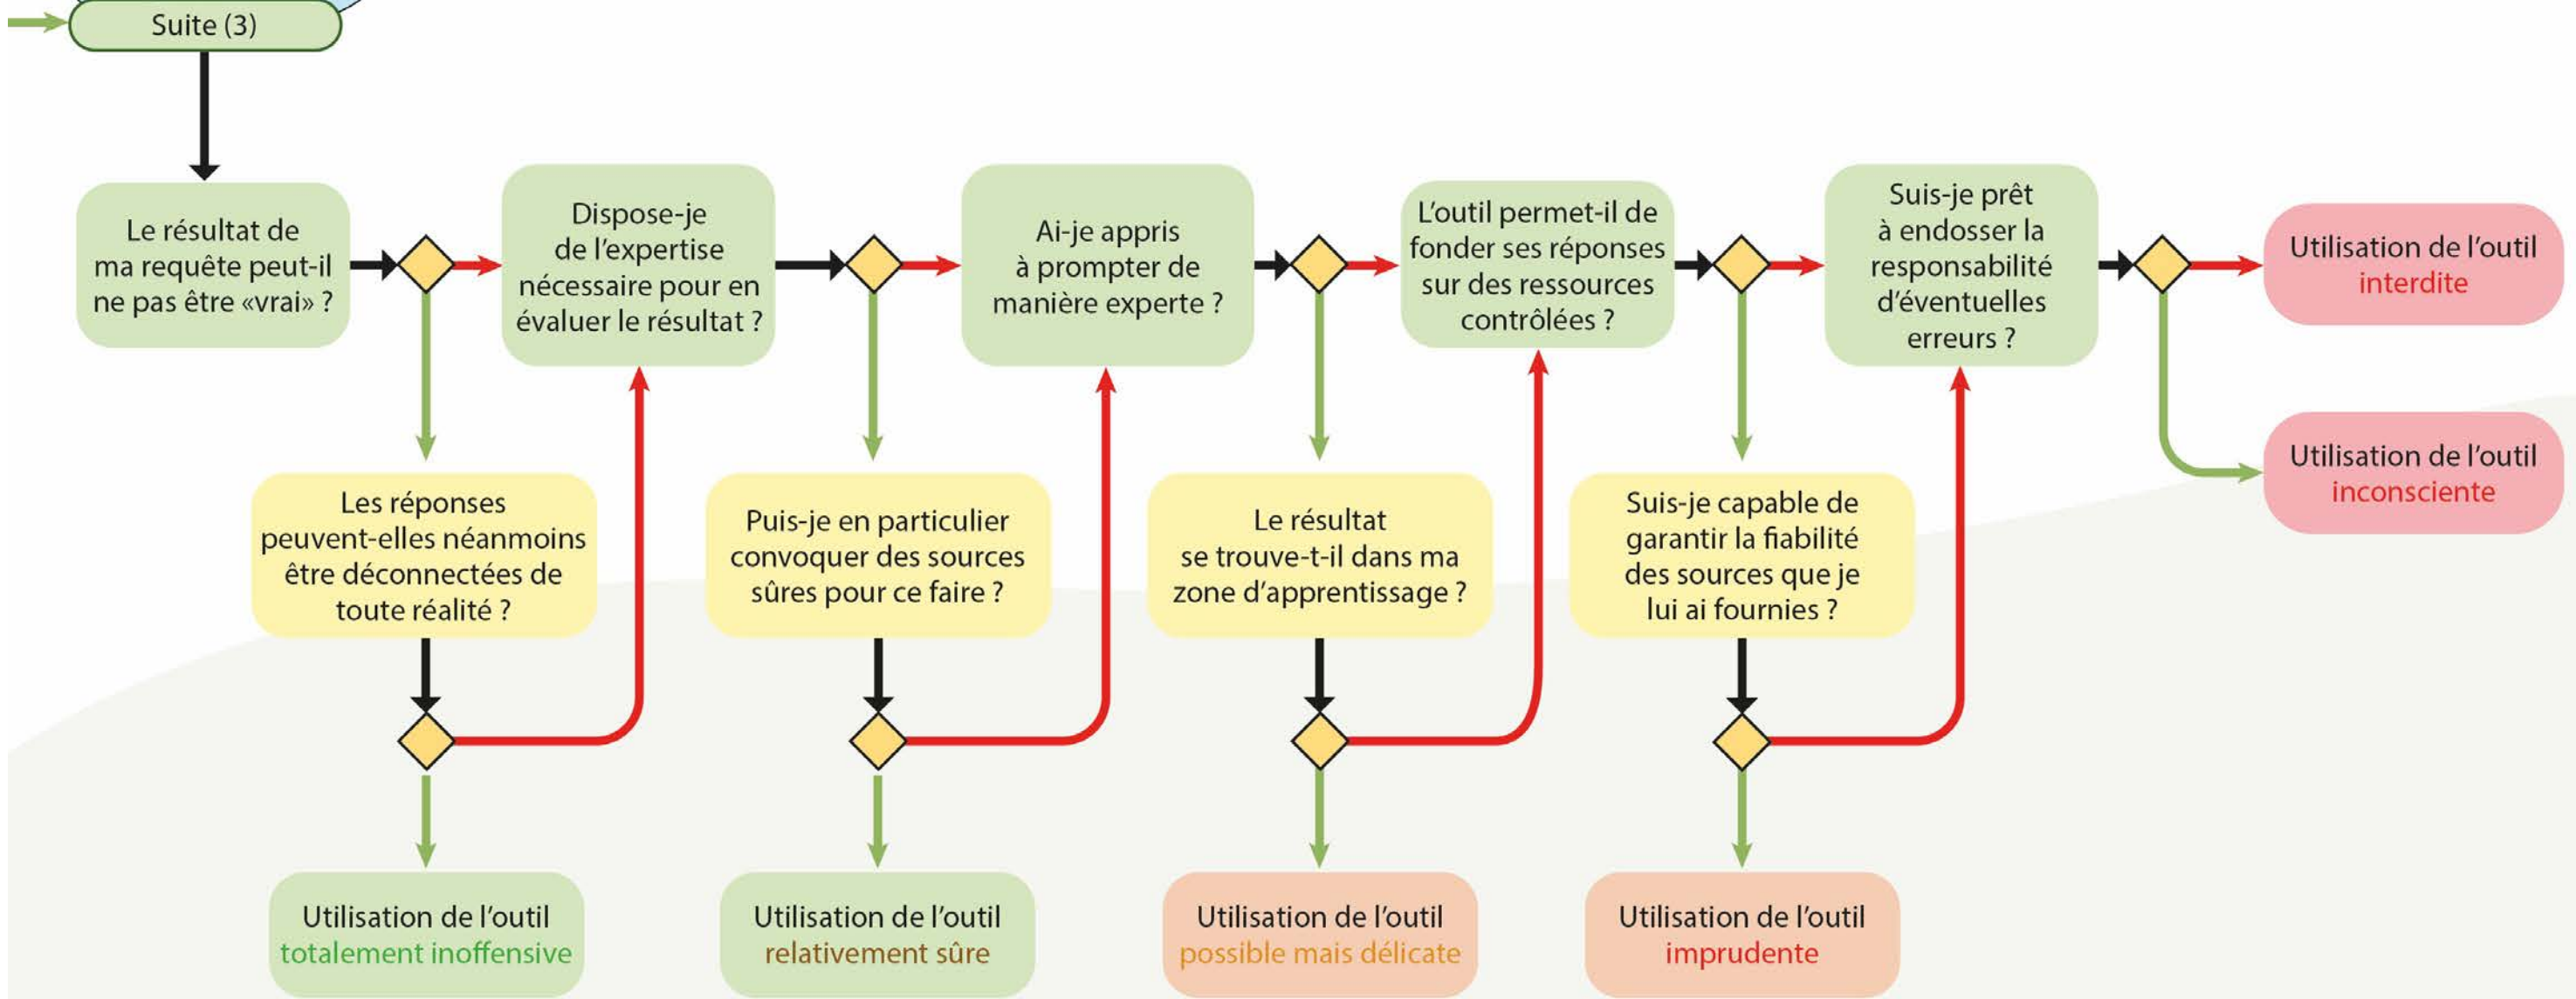 Suite (3)
Le résultat de
ma requête peut-il
ne pas être «vrai» ?
Dispose-je
de l’expertise
nécessaire pour en
évaluer le résultat ?
Ai-je appris
à prompter de
manière experte ?
L’outil permet-il de
fonder ses réponses
sur des ressources
contrôlées ?
Suis-je prêt
à endosser la
responsabilité
d’éventuelles
erreurs ?
Utilisation de l’outil
interdite
Utilisation de l’outil
inconsciente
Les réponses
peuvent-elles néanmoins
être déconnectées de
toute réalité ?
Puis-je en particulier
convoquer des sources
sûres pour ce faire ?
Le résultat
se trouve-t-il dans ma
zone d’apprentissage ?
Suis-je capable de
garantir la fiabilité
des sources que je
lui ai fournies ?
Utilisation de l’outil
totalement inoffensive
Utilisation de l’outil
relativement sûre
Utilisation de l’outil
possible mais délicate
Utilisation de l’outil
imprudente